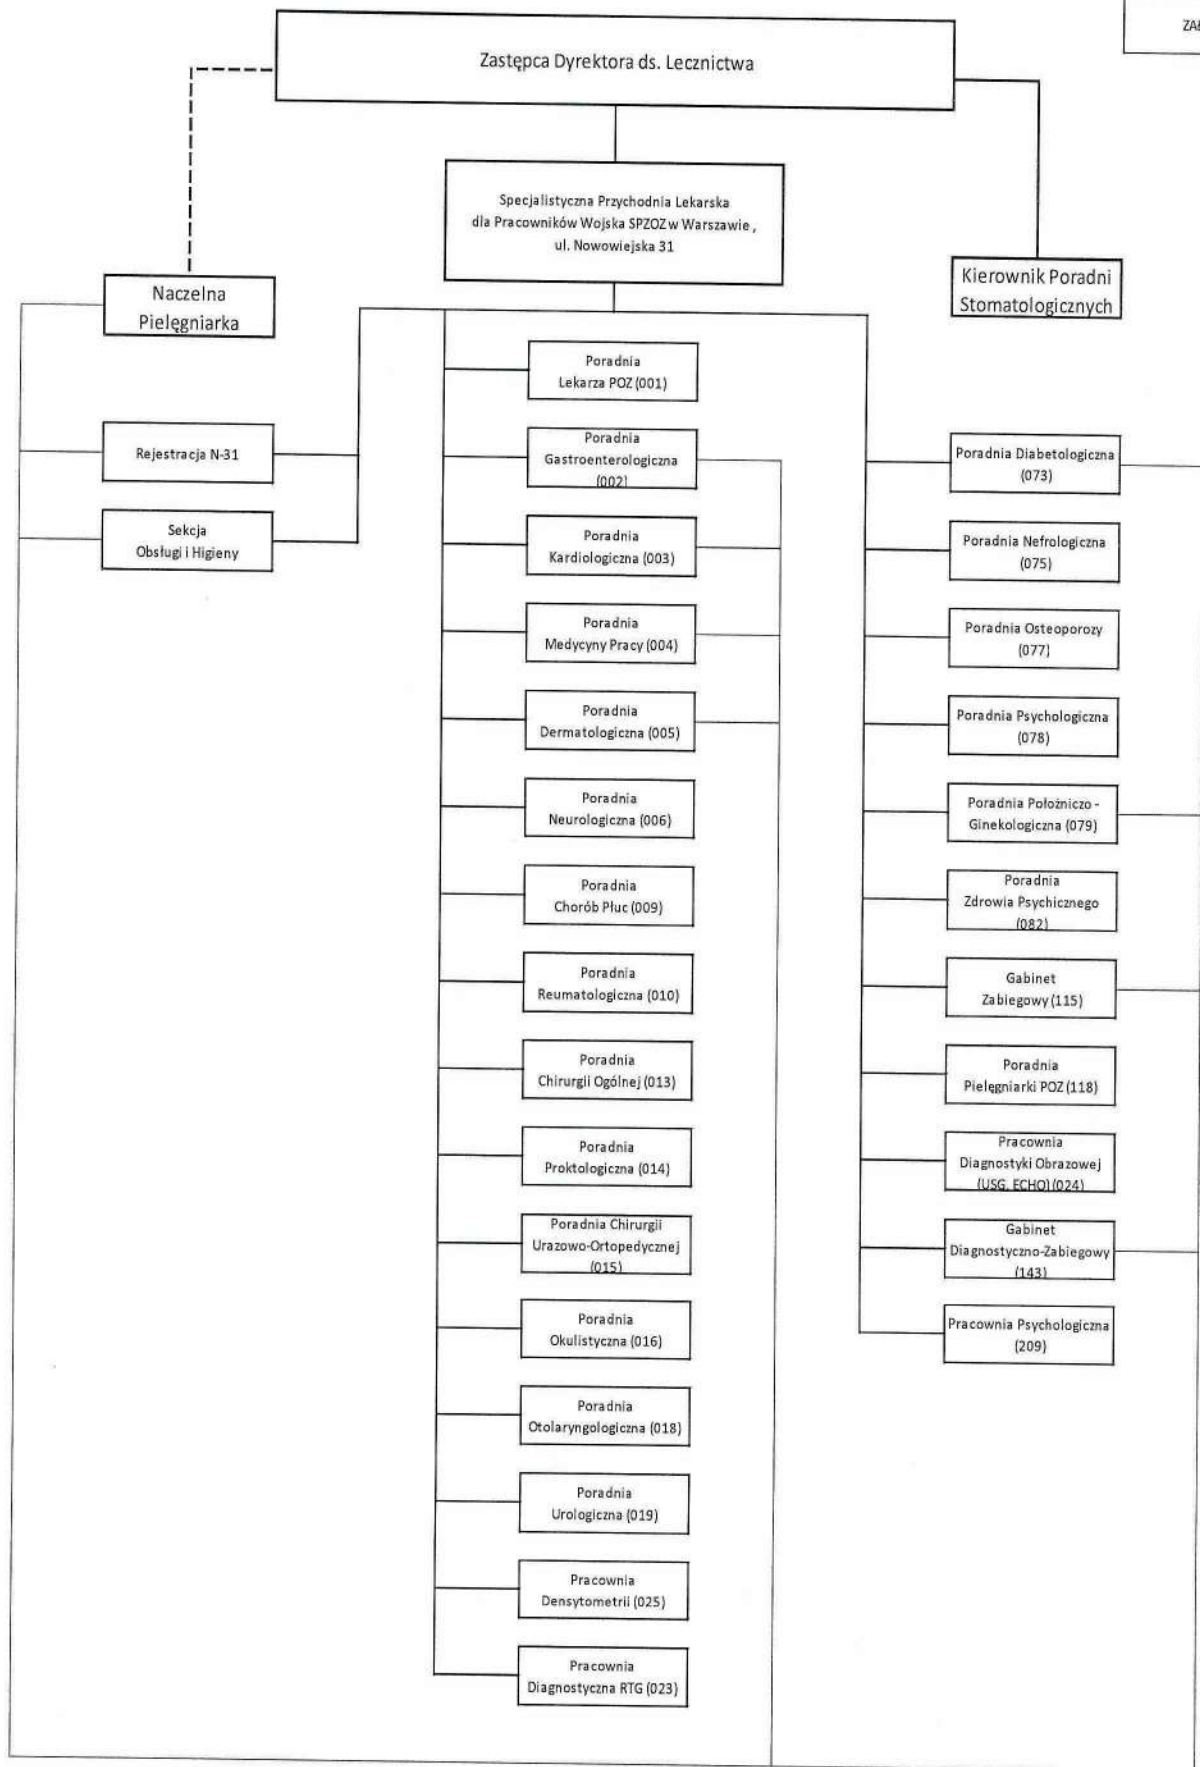 ZAŁ
Zastępca Dyrektora ds. Lecznictwa
Specjalistyczna Przychodnia Lekarska
dla Pracowników Wojska SPZOZ w Warszawie ,
ul. Nowowiejska 31
Naczelna
Pielęgniarka
Kierownik Poradni
Stomatologicznych
Rejestracja N-31
Sekcja
Obsługi i Higieny
Poradnia
Lekarza POZ (001)
Poradnia
Gastroenterologiczna
(002)
Poradnia
Kardiologiczna (003)
Poradnia
Medycyny Pracy (004)
Poradnia
Dermatologiczna (005)
Poradnia
Neurologiczna (006)
Poradnia
Chorób Płuc (009)
Poradnia
Reumatologiczna (010)
Poradnia
Chirurgii Ogólnej (013)
Poradnia
Proktologiczna (014)
Poradnia Chirurgii
Urazowo-Ortopedycznej
(015)
Poradnia
Okulistyczna (016)
Poradnia
Otolaryngologiczna (018)
Poradnia
Urologiczna (019)
Pracownia
Densytometrii (025)
Pracownia
Diagnostyczna RTG (023)
Poradnia Diabetologiczna
(073)
Poradnia Nefrologiczna
(075)
Poradnia Osteoporozy
(077)
Poradnia Psychologiczna
(078)
Poradnia Położniczo -
Ginekologiczna (079)
Poradnia
Zdrowia Psychicznego
(082)
Gabinet
Zabiegowy (115)
Poradnia
Pielęgniarki POZ (118)
Pracownia
Diagnostyki Obrazowej
(USG, ECHO) (024)
Gabinet
Diagnostyczno-Zabiegowy
(143)
Pracownia Psychologiczna
(209)